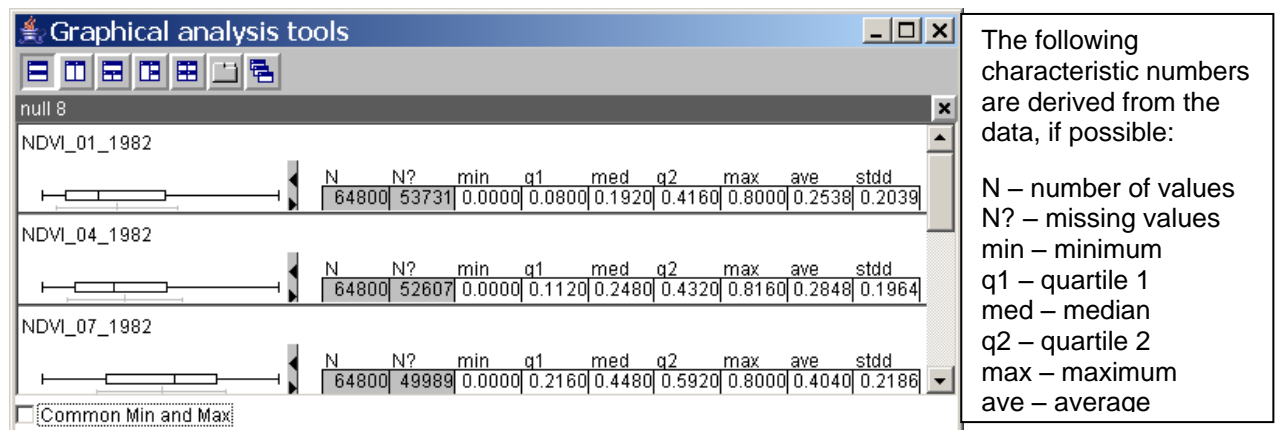 Graphical analysis tools
null 8
NDVI_01_1982
N N? min q1 med q2 max ave stdd
64800 53731 0.0000 0.0800 0.1920 0.4160 0.8000 0.2538 0.2039
NDVI_04_1982
N N? min q1 med q2 max ave stdd
64800 52607 0.0000 0.1120 0.2480 0.4320 0.8160 0.2848 0.1964
NDVI_07_1982
N N? min q1 med q2 max ave stdd
64800 49989 0.0000 0.2160 0.4480 0.5920 0.8000 0.4040 0.2186
Common Min and Max
The following
characteristic numbers
are derived from the
data, if possible:
N – number of values
N? – missing values
min – minimum
q1 – quartile 1
med – median
q2 – quartile 2
max – maximum
ave – average